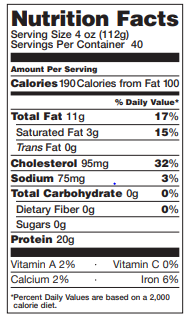 Nutrition Facts
Serving Size 4 oz (112g)
Servings Per Container 40
Amount Per Serving
Calories 190 Calories from Fat 100
% Daily Value*
Total Fat 11g 17%
Saturated Fat 3g 15%
Trans Fat 0g
Cholesterol 95mg 32%
Sodium 75mg 3%
Total Carbohydrate 0g 0%
Dietary Fiber 0g 0%
Sugars 0g
Protein 20g
Vitamin A 2% · Vitamin C 0%
Calcium 2% · Iron 6%
*Percent Daily Values are based on a 2,000
calorie diet.